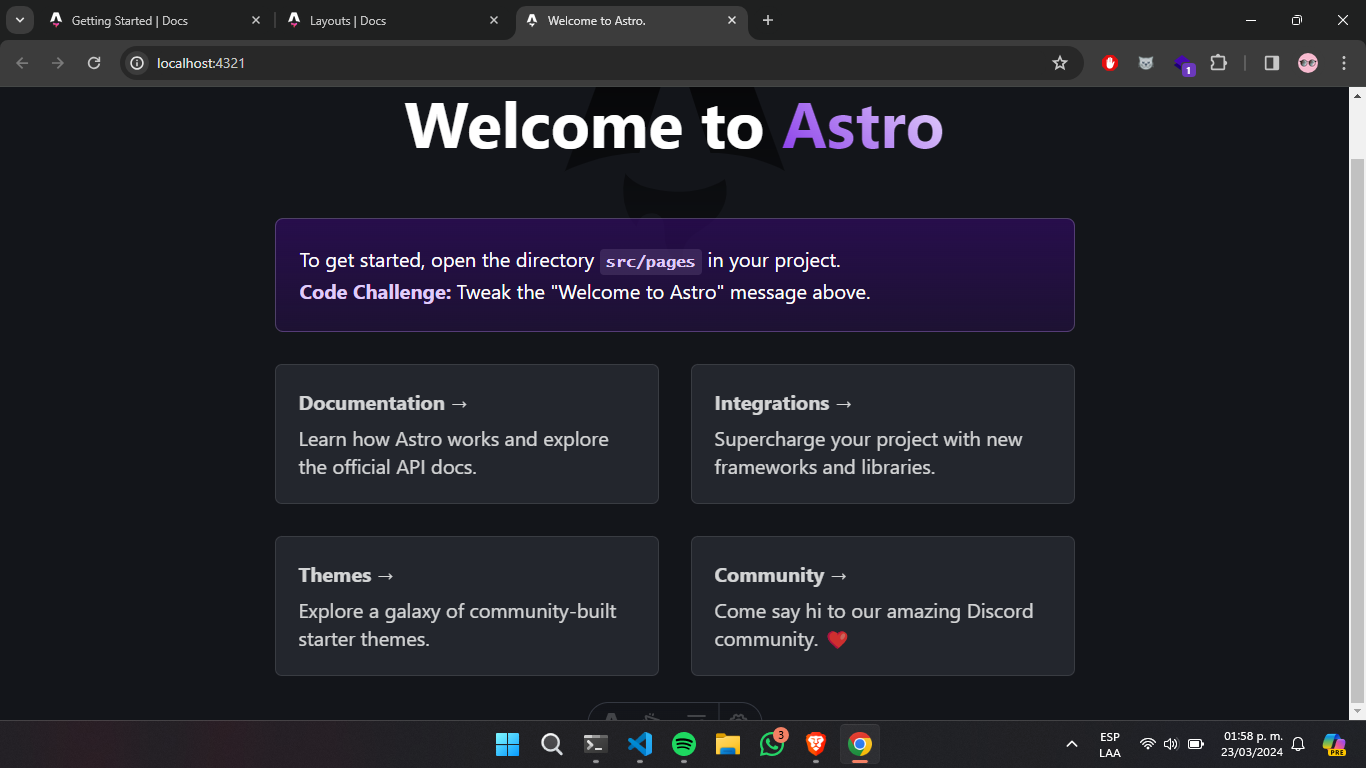 Getting Started | Docs
Layouts | Docs
Welcome to Astro.
localhost:4321
1
Welcome to Astro
To get started, open the directory src/pages in your project.
Code Challenge: Tweak the "Welcome to Astro" message above.
Documentation →
Learn how Astro works and explore
the official API docs.
Integrations →
Supercharge your project with new
frameworks and libraries.
Themes →
Explore a galaxy of community-built
starter themes.
Community →
Come say hi to our amazing Discord
community. ❤️
3
ESP
LAA
01:58 p. m.
23/03/2024
PRE